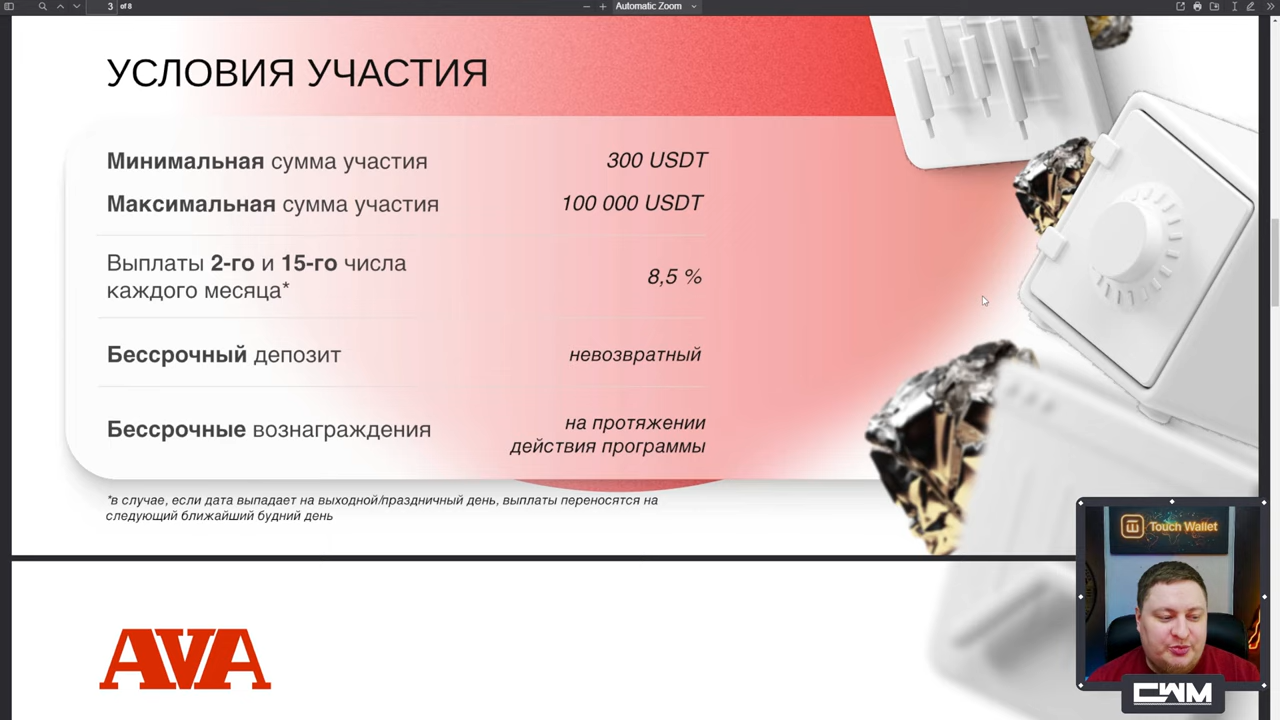 3
of 8
Automatic Zoom
УСЛОВИЯ УЧАСТИЯ
Минимальная сумма участия 300 USDT
Максимальная сумма участия 100 000 USDT
Выплаты 2-го и 15-го числа
каждого месяца*
8,5 %
Бессрочный депозит невозвратный
Бессрочные вознаграждения
на протяжении
действия программы
*в случае, если дата выпадает на выходной/праздничный день, выплаты переносятся на
следующий ближайший будний день
AVA
Touch Wallet
CWM